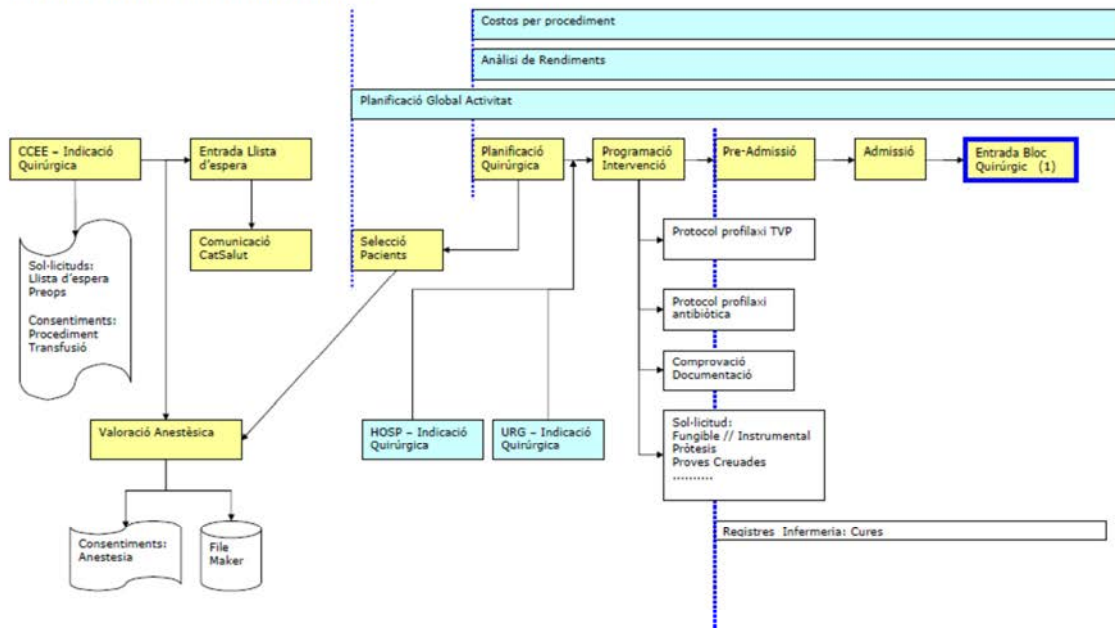 Costos per procediment
Anàlisi de Rendiments
Planificació Global Activitat
CCEE – Indicació
Quirúrgica
Entrada Llista
d'espera
Planificació
Quirúrgica
Programació
Intervenció
Pre-Admissió
Admissió
Entrada Bloc
Quirúrgic (1)
Sol·licituds:
Llista d'espera
Preops
Consentiments:
Procediment
Transfusió
Comunicació
CatSalut
Selecció
Pacients
Protocol profilaxi TVP
Protocol profilaxi
antibiòtica
Comprovació
Documentació
Valoració Anestèsica
HOSP – Indicació
Quirúrgica
URG – Indicació
Quirúrgica
Sol·licitud:
Fungible // Instrumental
Pròtesis
Proves Creuades
..........
Consentiments:
Anestesia
File
Maker
Registres Infermeria: Cures